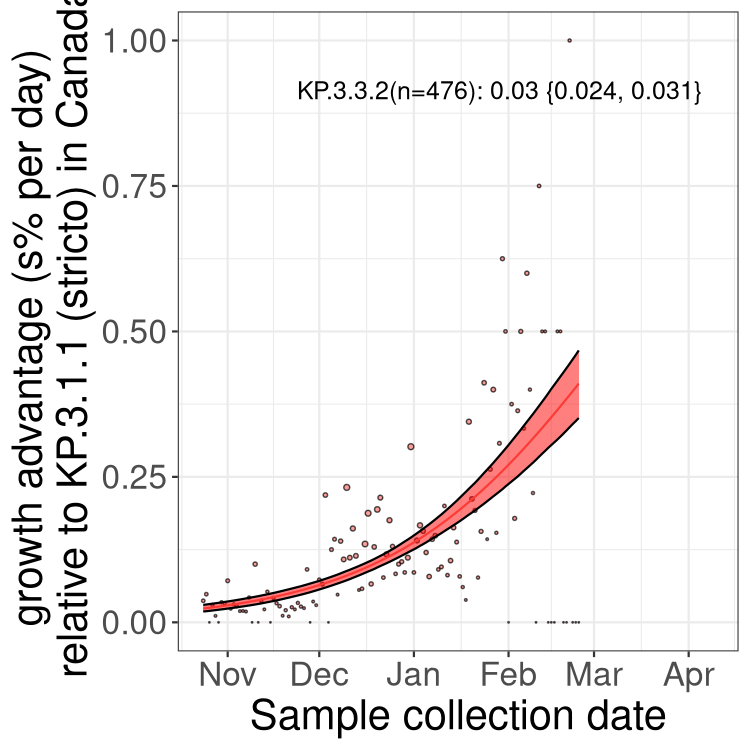 growth advantage (s% per day)
relative to KP.3.1.1 (stricto) in Canada
1.00
KP.3.3.2(n=476): 0.03 {0.024, 0.031}
0.75
0.50
0.25
0.00
Nov Dec Jan Feb Mar Apr
Sample collection date